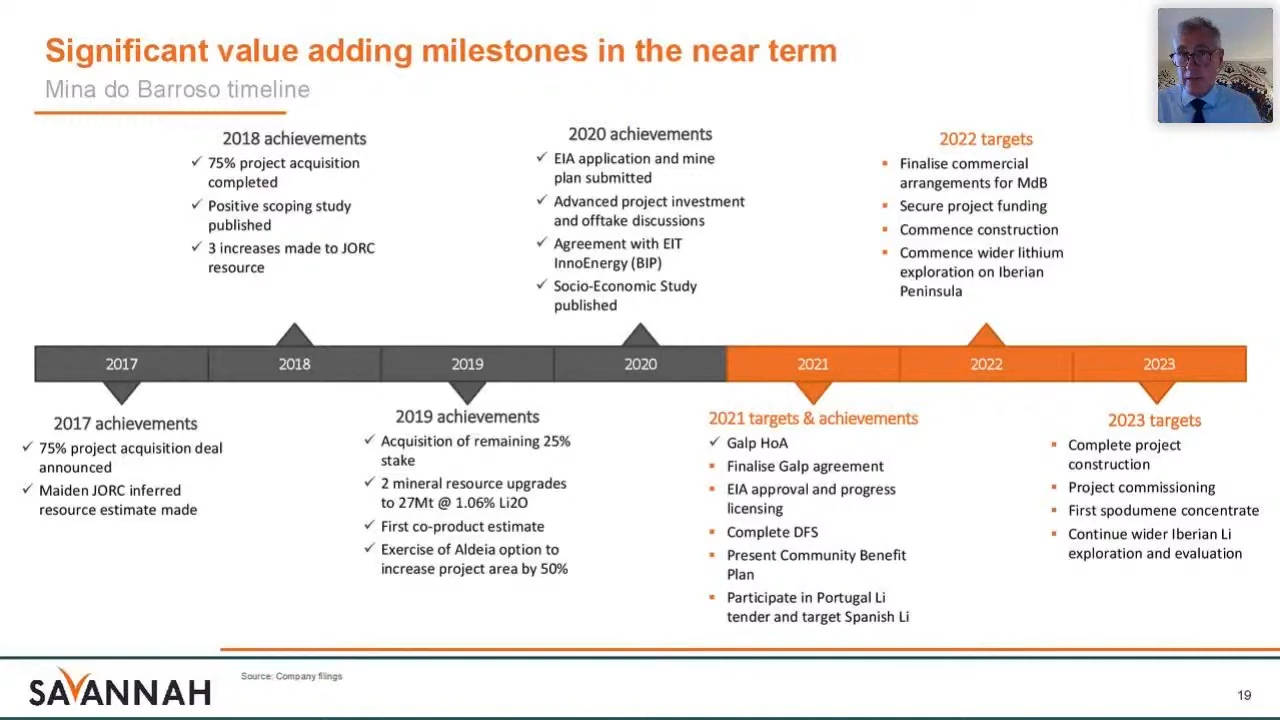 Significant value adding milestones in the near term
Mina do Barroso timeline
2018 achievements
✓ 75% project acquisition
completed
✓ Positive scoping study
published
✓ 3 increases made to JORC
resource
2020 achievements
✓ EIA application and mine
plan submitted
✓ Advanced project investment
and offtake discussions
✓ Agreement with EIT
InnoEnergy (BIP)
✓ Socio-Economic Study
published
2022 targets
▪ Finalise commercial
arrangements for MdB
▪ Secure project funding
▪ Commence construction
▪ Commence wider lithium
exploration on Iberian
Peninsula
2017 2018 2019 2020 2021 2022 2023
2017 achievements
✓ 75% project acquisition deal
announced
✓ Maiden JORC inferred
resource estimate made
2019 achievements
✓ Acquisition of remaining 25%
stake
✓ 2 mineral resource upgrades
to 27Mt @ 1.06% Li2O
✓ First co-product estimate
✓ Exercise of Aldeia option to
increase project area by 50%
2021 targets & achievements
✓ Galp HoA
▪ Finalise Galp agreement
▪ EIA approval and progress
licensing
▪ Complete DFS
▪ Present Community Benefit
Plan
▪ Participate in Portugal Li
tender and target Spanish Li
2023 targets
▪ Complete project
construction
▪ Project commissioning
▪ First spodumene concentrate
▪ Continue wider Iberian Li
exploration and evaluation
SAVANNAH
Source: Company filings
19